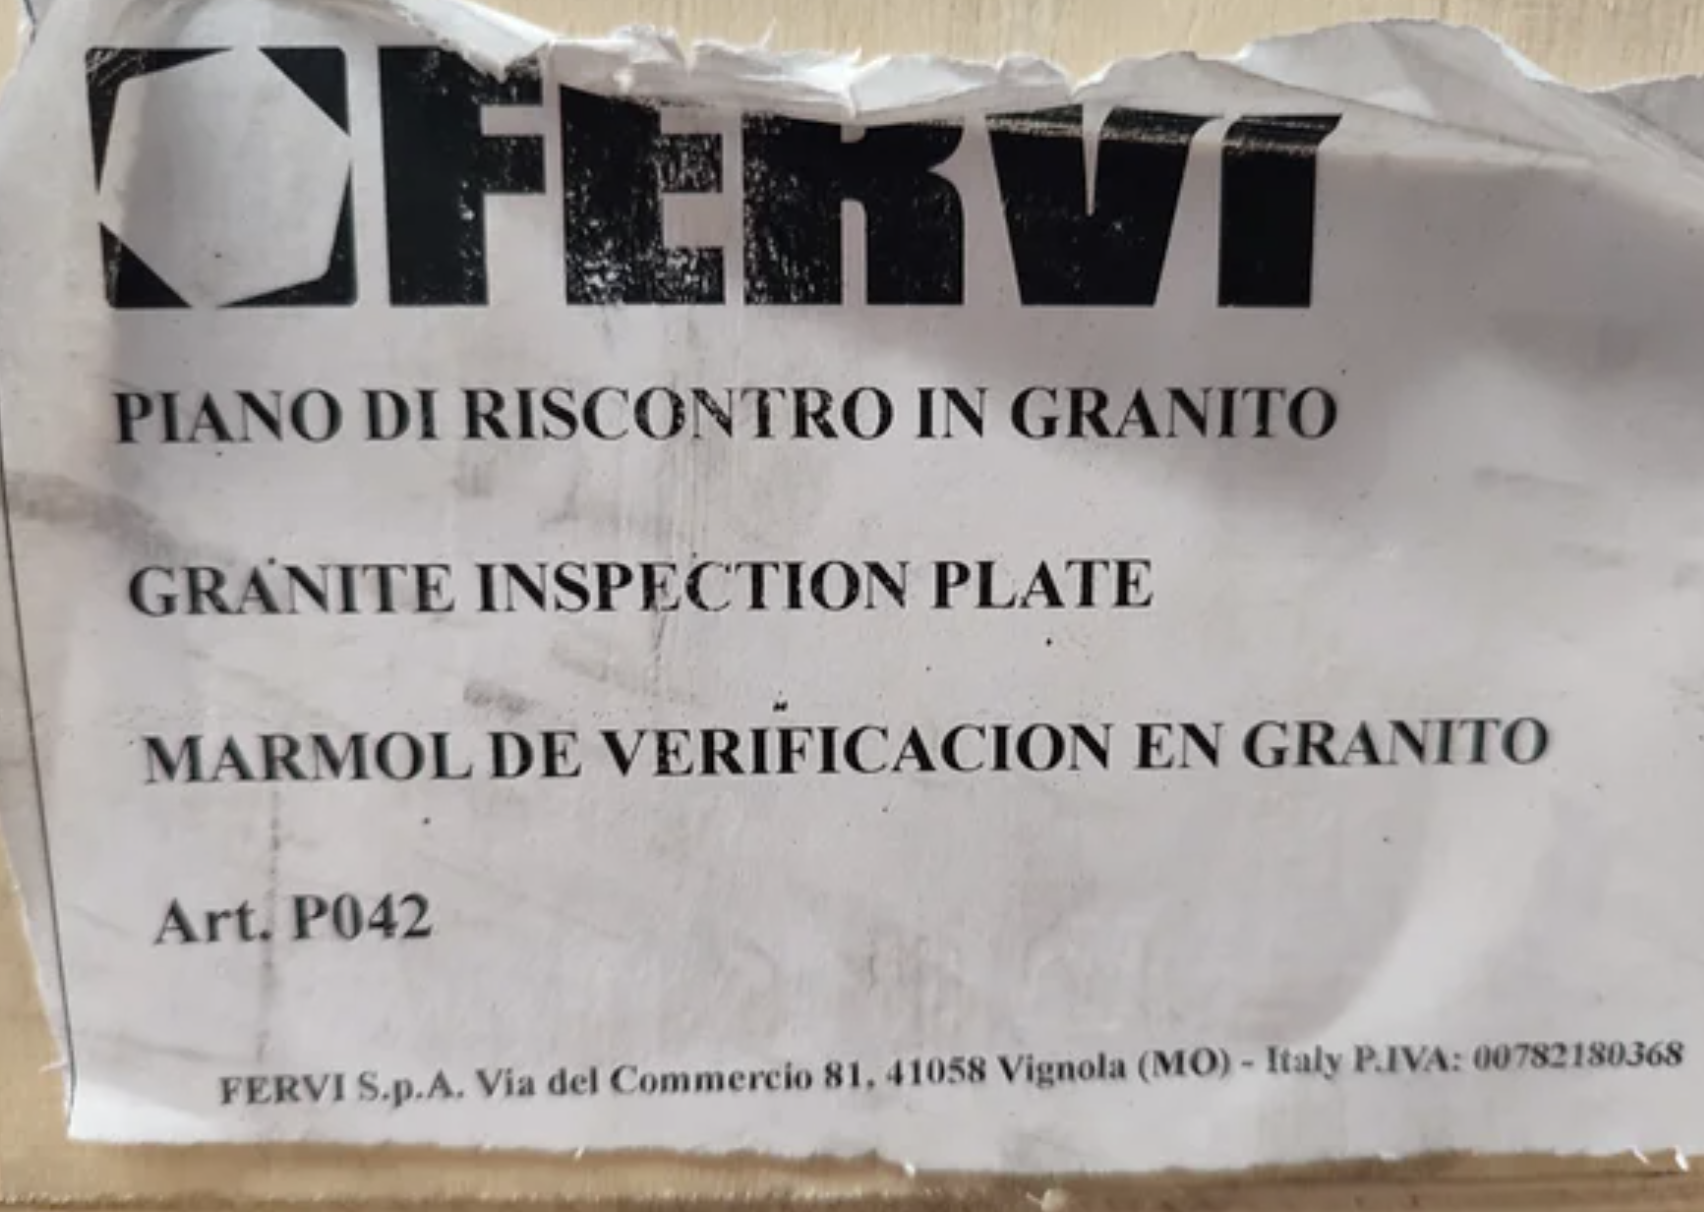 FERVI
PIANO DI RISCONTRO IN GRANITO
GRANITE INSPECTION PLATE
MARMOL DE VERIFICACION EN GRANITO
Art. P042
FERVI S.p.A. Via del Commercio 81, 41058 Vignola (MO) - Italy P.IVA: 00782180368